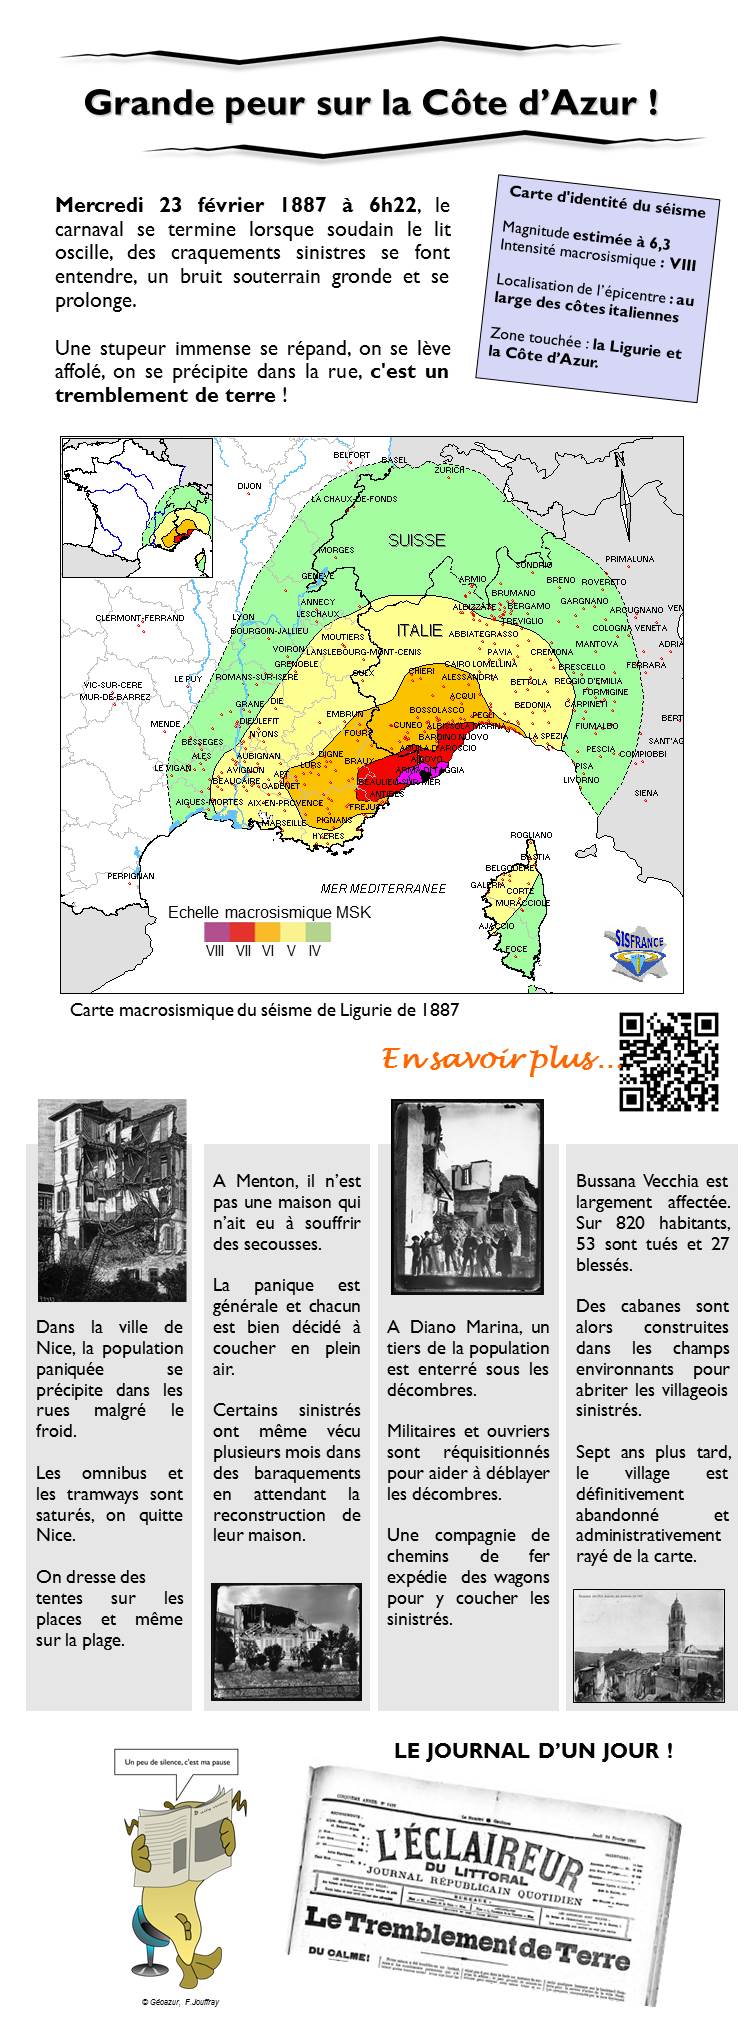 Grande peur sur la Côte d’Azur !
Mercredi 23 février 1887 à 6h22, le
carnaval se termine lorsque soudain le lit
oscille, des craquements sinistres se font
entendre, un bruit souterrain gronde et se
prolonge.
Une stupeur immense se répand, on se lève
affolé, on se précipite dans la rue, c'est un
tremblement de terre !
Carte d'identité du séisme
Magnitude estimée à 6,3
Intensité macrosismique : VIII
Localisation de l’épicentre : au
large des côtes italiennes
Zone touchée : la Ligurie et
la Côte d’Azur.
BELFORT
BASEL
ZURICH
N
DIJON
LA CHAUX-DE-FONDS
SUISSE
MORGES
GENEVE
SONDRIO
PRIMALUNA
ARMIO
BRENO
ROVERETO
BRUMANO
ANNECY
LESCHAUX
ALBIZZATE
BERGAMO
GARGNANO
ARCUGNANO
VEN
CLERMONT-FERRAND
LYON
TREVIGLIO
COLOGNA VENETA
BOURGOIN-JALLIEU
MOUTIERS
ITALIE
ABBIATEGRASSO
MANTOVA
ADRIA
VOIRON
LANSLEBOURG-MONT-CENIS
PAVIA
CREMONA
GRENOBLE
CAIRO LOMELLINA
BRESCELLO
FERRARA
LE PUY
ROMANS-SUR-ISERE
SUEX
CHIERI
ALESSANDRIA
BETTOLA
REGGIO D'EMILIA
VIC-SUR-CERE
MUR-DE-BARREZ
FORMIGINE
GRANE
DIE
ACQUI
BEDONIA
CARPINETI
EMBRUN
BOSSOLASCO
PEGLI
BERT
MENDE
DIEULEFIT
NYONS
FOURS
CUNEO
ALBISSOLA MARINA
FIUMALBO
BARDINO NUOVO
LA SPEZIA
SANT'AG
BESSEGES
ALES
AUBIGNAN
DIGNE
AQUILA D'AROSCIO
PESCIA
COMPIOBBI
LE VIGAN
AVIGNON
LURS
BRAUX
PISA
BEAUCAIRE
APT
CADENET
BEAULIEU-SUR-MER
LIVORNO
AIGUES-MORTES
AIX-EN-PROVENCE
ANTIBES
SIENA
FREJUS
MARSEILLE
PIGNANS
HYERES
ROGLIANO
BASTIA
PERPIGNAN
BELGODERE
MER MEDITERRANEE
GALERIA
CORTE
MURACCIOLE
AJACCIO
FOCE
Echelle macrosismique MSK
VIII VII VI V IV
SISFRANCE
Carte macrosismique du séisme de Ligurie de 1887
En savoir plus...
Dans la ville de
Nice, la population
paniquée se
précipite dans les
rues malgré le
froid.
Les omnibus et
les tramways sont
saturés, on quitte
Nice.
On dresse des
tentes sur les
places et même
sur la plage.
A Menton, il n’est
pas une maison qui
n’ait eu à souffrir
des secousses.
La panique est
générale et chacun
est bien décidé à
coucher en plein
air.
Certains sinistrés
ont même vécu
plusieurs mois dans
des baraquements
en attendant la
reconstruction de
leur maison.
A Diano Marina, un
tiers de la population
est enterré sous les
décombres.
Militaires et ouvriers
sont réquisitionnés
pour aider à déblayer
les décombres.
Une compagnie de
chemins de fer
expédie des wagons
pour y coucher les
sinistrés.
Bussana Vecchia est
largement affectée.
Sur 820 habitants,
53 sont tués et 27
blessés.
Des cabanes sont
alors construites
dans les champs
environnants pour
abriter les villageois
sinistrés.
Sept ans plus tard,
le village est
définitivement
abandonné et
administrativement
rayé de la carte.
Un peu de silence, c'est ma pause
© Géoazur, F.Jouffray
LE JOURNAL D’UN JOUR !
L'ÉCLAIREUR
DU LITTORAL
JOURNAL RÉPUBLICAIN QUOTIDIEN
BUREAUX
Le Tremblement de Terre
DU CALME!